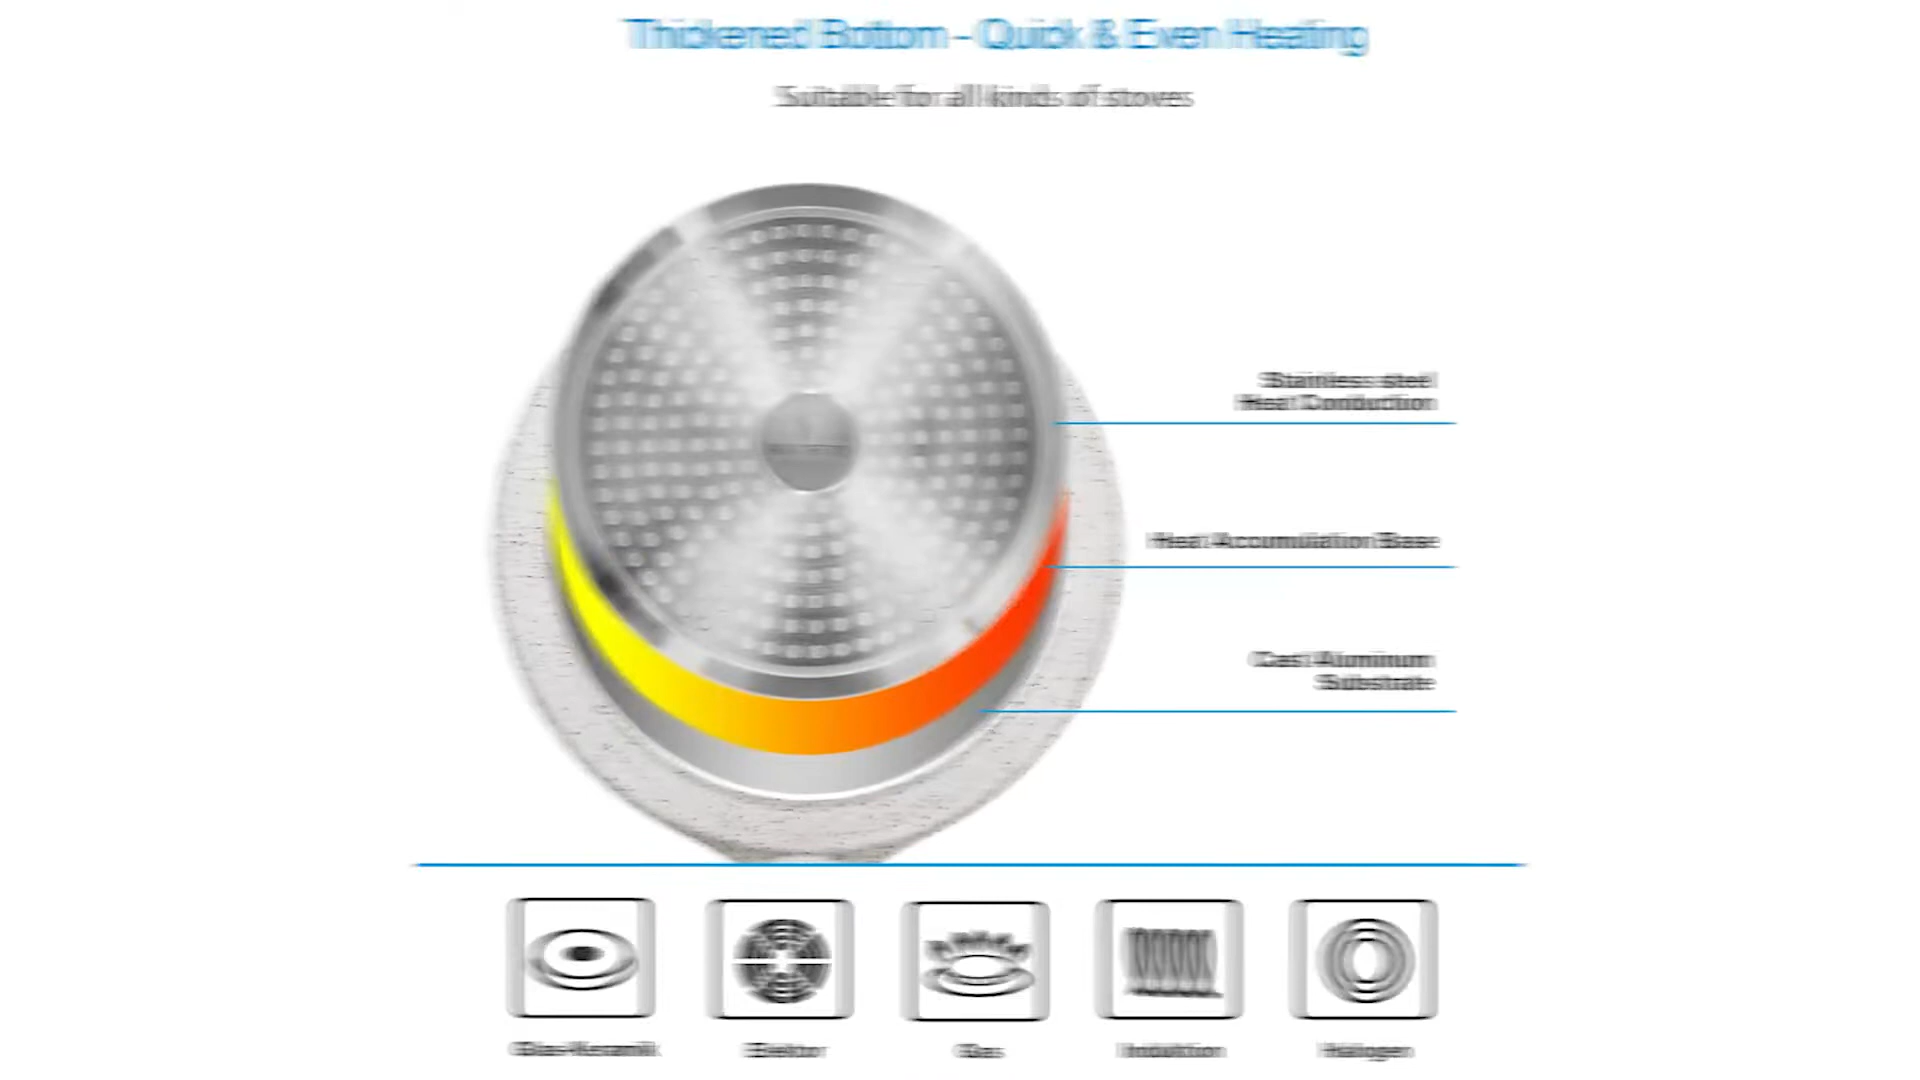 Thickened Bottom - Quick & Even Heating
Suitable for all kinds of stoves
Stainless steel
Heat Conduction
Heat Accumulation Base
Cast Aluminum
Substrate
Glas-Keramik
Elektor
Gas
Induktion
Halogen